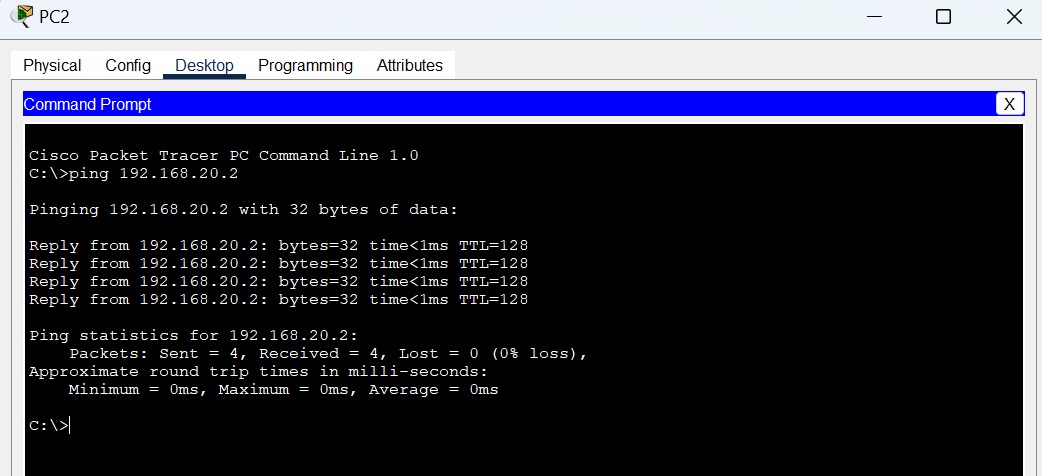 PC2
Physical Config Desktop Programming Attributes
Command Prompt
X
Cisco Packet Tracer PC Command Line 1.0
C:\>ping 192.168.20.2
Pinging 192.168.20.2 with 32 bytes of data:
Reply from 192.168.20.2: bytes=32 time<1ms TTL=128
Reply from 192.168.20.2: bytes=32 time<1ms TTL=128
Reply from 192.168.20.2: bytes=32 time<1ms TTL=128
Reply from 192.168.20.2: bytes=32 time<1ms TTL=128
Ping statistics for 192.168.20.2:
    Packets: Sent = 4, Received = 4, Lost = 0 (0% loss),
Approximate round trip times in milli-seconds:
    Minimum = 0ms, Maximum = 0ms, Average = 0ms
C:\>